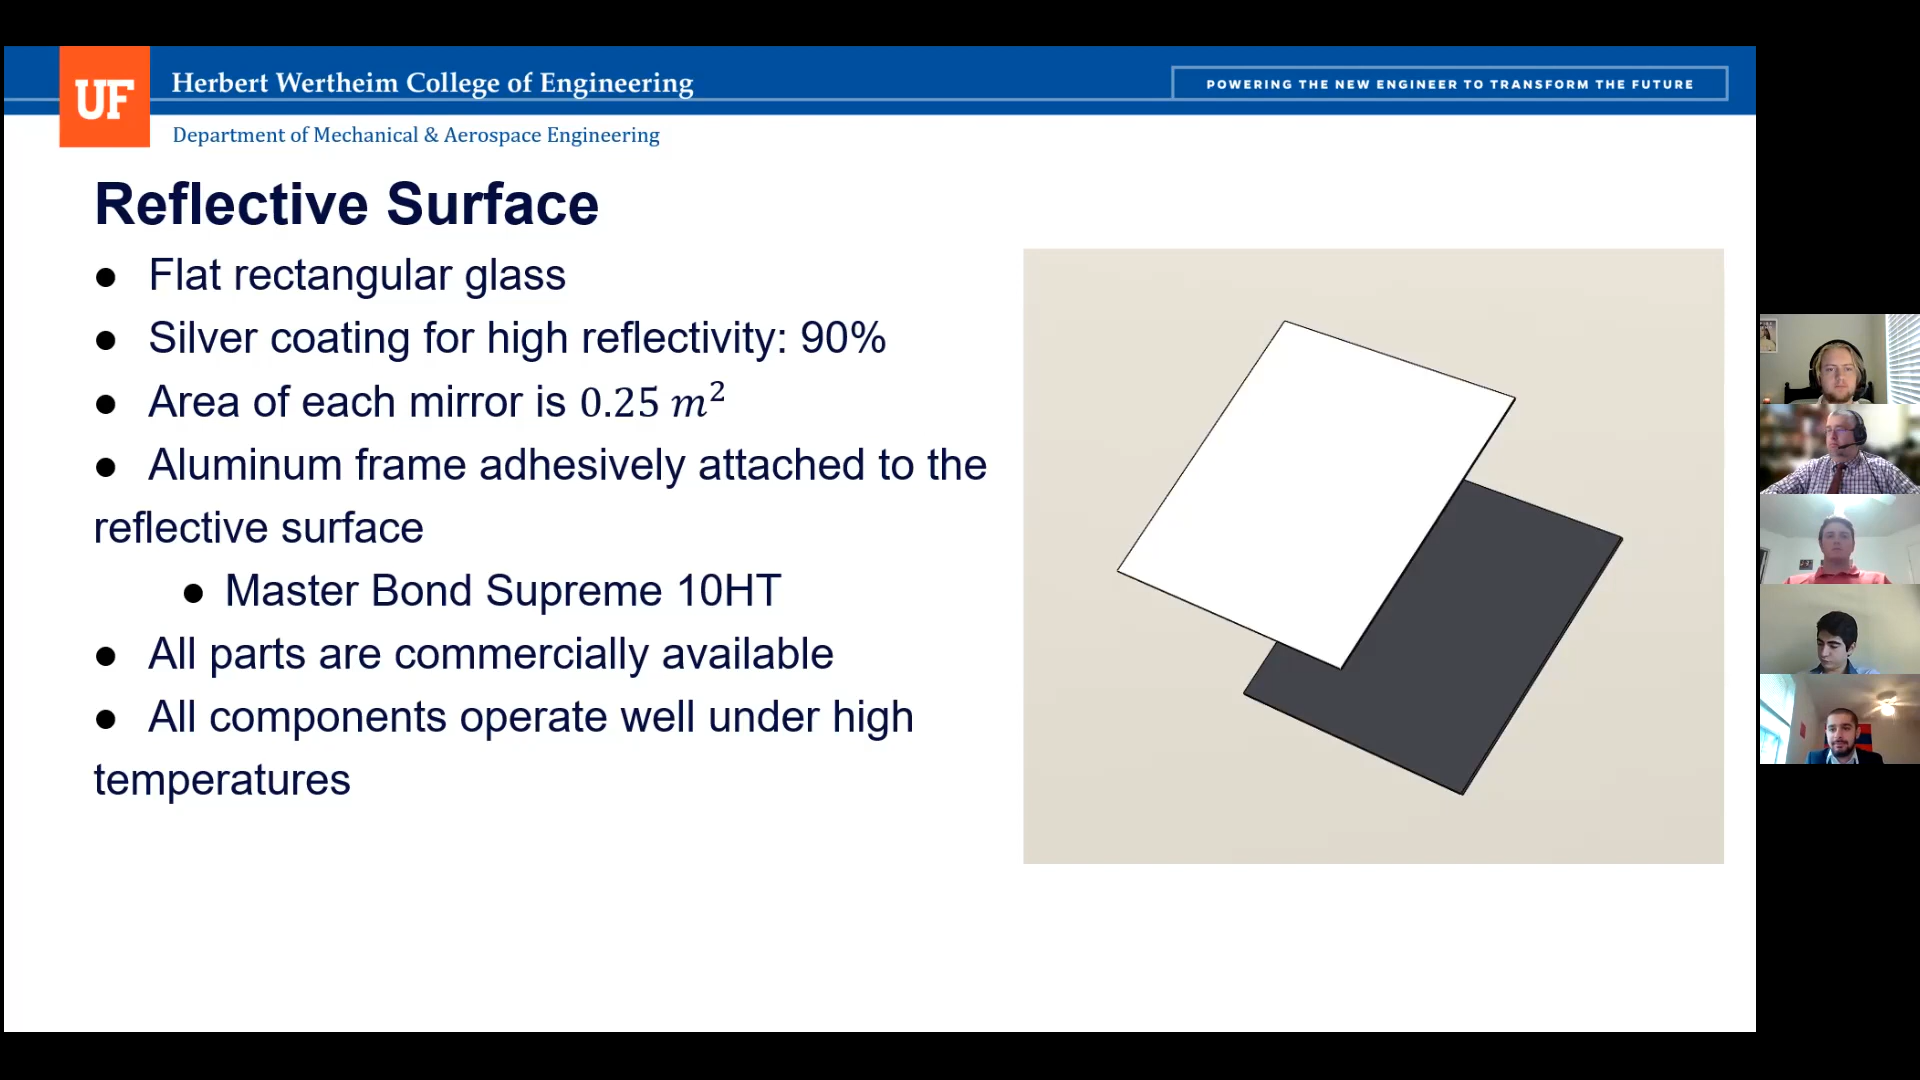 UF
Herbert Wertheim College of Engineering
POWERING THE NEW ENGINEER TO TRANSFORM THE FUTURE
Department of Mechanical & Aerospace Engineering
Reflective Surface
● Flat rectangular glass
● Silver coating for high reflectivity: 90%
● Area of each mirror is 0.25 m²
● Aluminum frame adhesively attached to the
reflective surface
● Master Bond Supreme 10HT
● All parts are commercially available
● All components operate well under high
temperatures